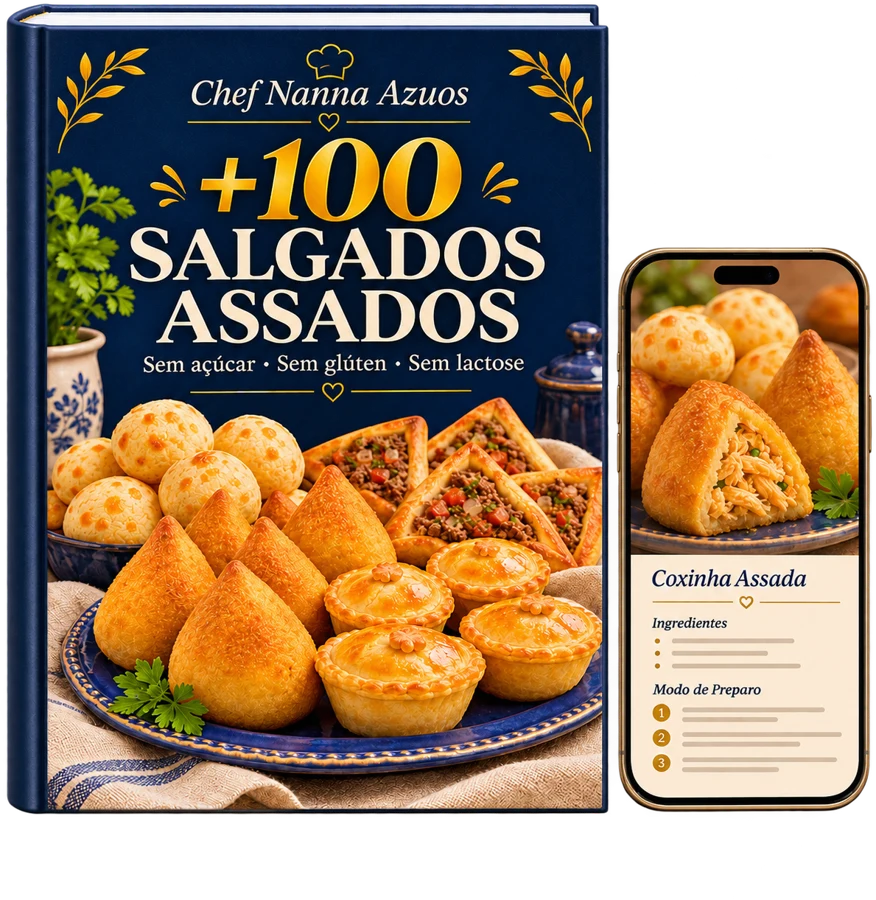 Chef Nanna Azuos
+100
SALGADOS
ASSADOS
Sem açúcar • Sem glúten • Sem lactose
Coxinha Assada
Ingredientes
Modo de Preparo
1
2
3